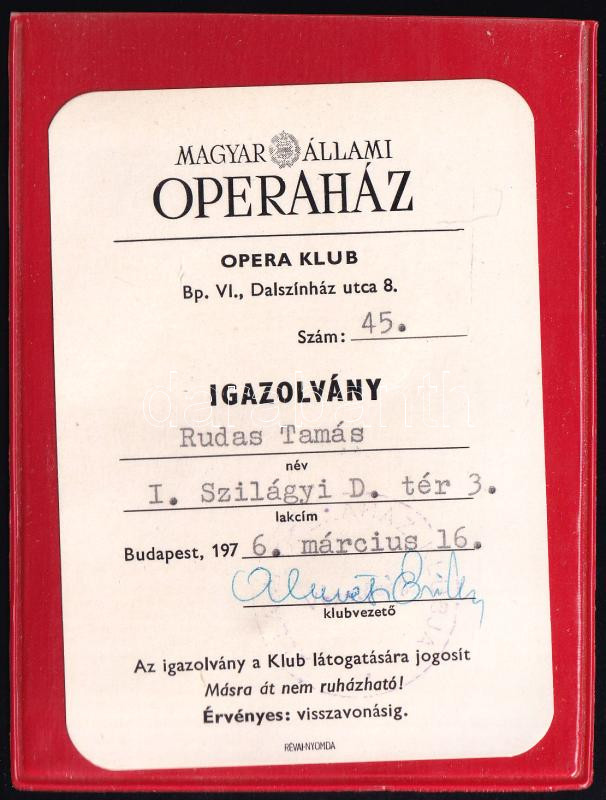 MAGYAR ÁLLAMI
OPERAHÁZ
OPERA KLUB
Bp. VI., Dalszínház utca 8.
Szám: 45.
IGAZOLVÁNY
Rudas Tamás
név
I. Szilágyi D. tér 3.
lakcím
Budapest, 1976. március 16.
klubvezető
Az igazolvány a Klub látogatására jogosít
Másra át nem ruházható!
Érvényes: visszavonásig.
RÉVAI-NYOMDA